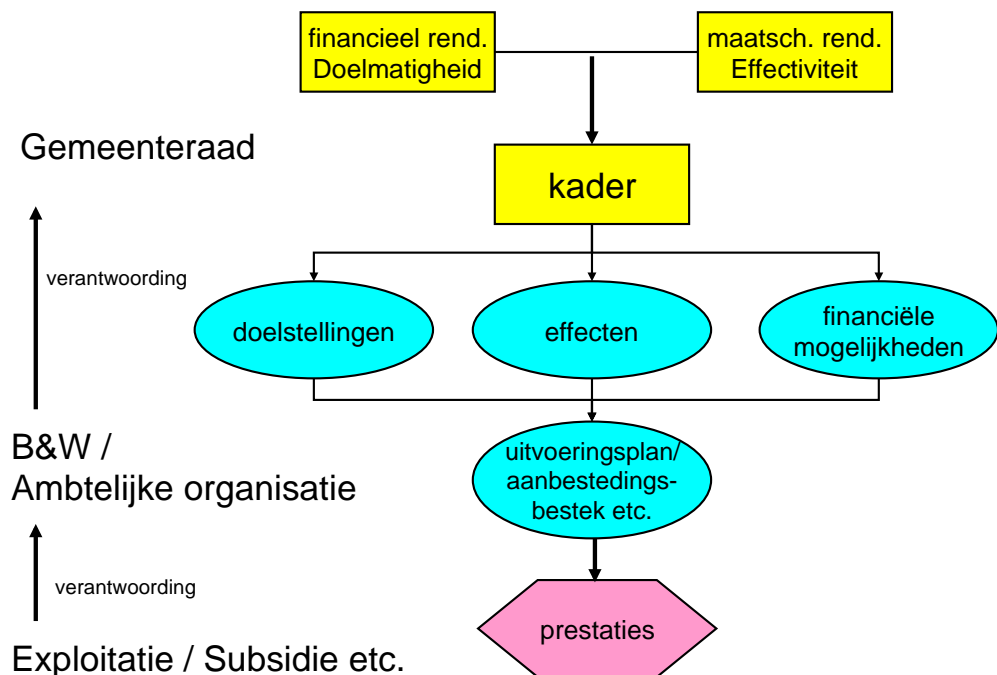 financieel rend.
Doelmatigheid
maatsch. rend.
Effectiviteit
Gemeenteraad
kader
verantwoording
doelstellingen
effecten
financiële
mogelijkheden
B&W /
Ambtelijke organisatie
uitvoeringsplan/
aanbestedings-
bestek etc.
verantwoording
prestaties
Exploitatie / Subsidie etc.